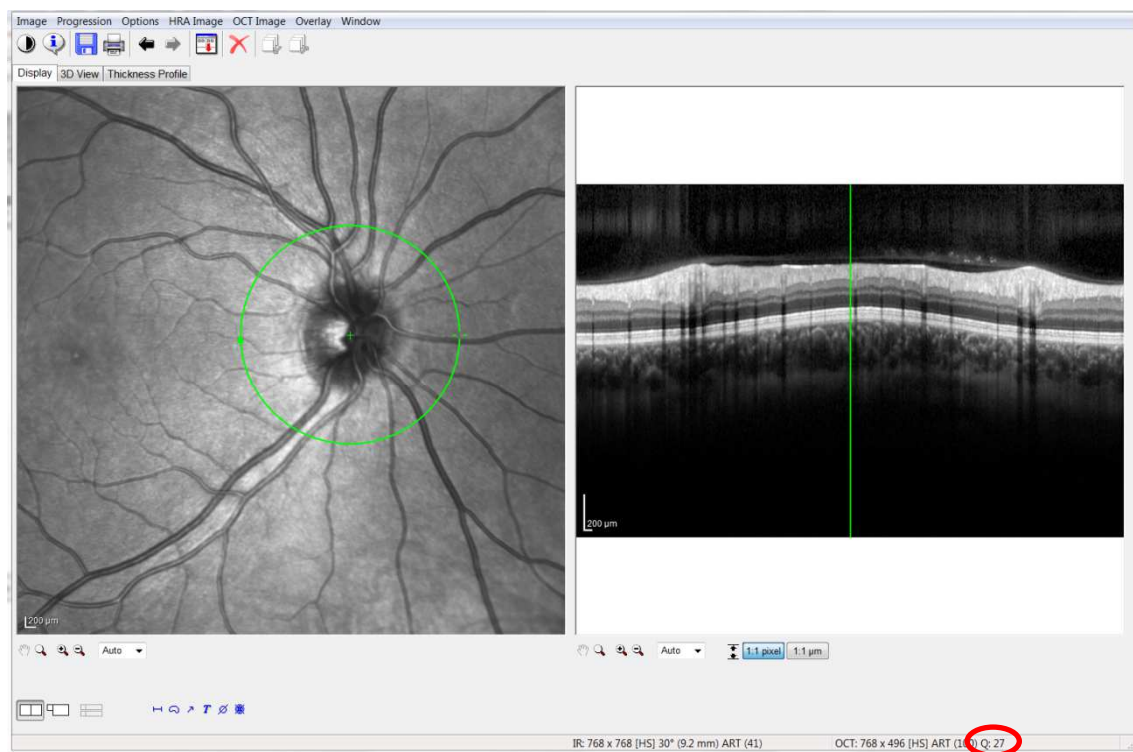 Image Progression Options HRA Image OCT Image Overlay Window
Display 3D View Thickness Profile
200 µm
200 µm
Auto
Auto 1:1 pixel 1:1 µm
T
IR: 768 x 768 [HS] 30° (9.2 mm) ART (41) OCT: 768 x 496 [HS] ART (100) Q: 27